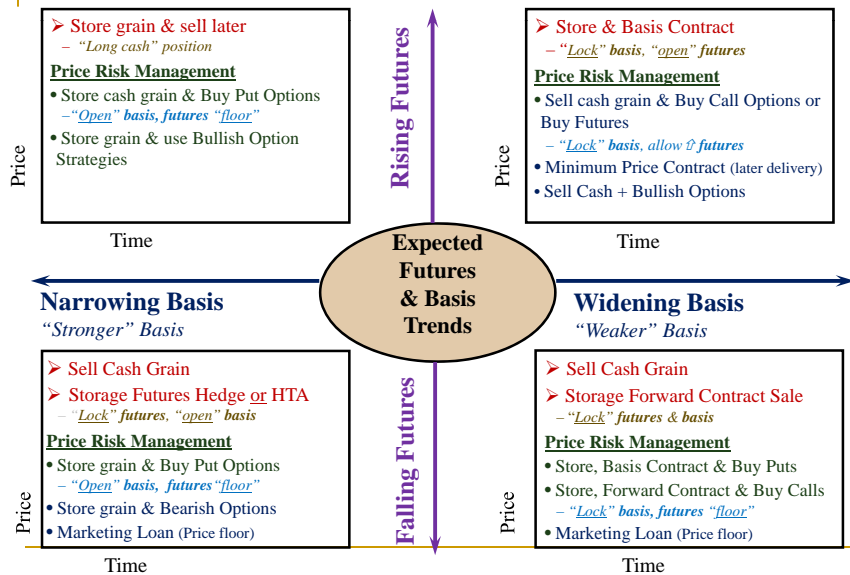 ➢ Store grain & sell later
– “Long cash” position
Price Risk Management
• Store cash grain & Buy Put Options
–“Open” basis, futures “floor”
• Store grain & use Bullish Option
Strategies
Price
Time
Rising Futures
➢ Store & Basis Contract
– “Lock” basis, “open” futures
Price Risk Management
• Sell cash grain & Buy Call Options or
Buy Futures
– “Lock” basis, allow ⇧ futures
• Minimum Price Contract (later delivery)
• Sell Cash + Bullish Options
Price
Time
Expected
Futures
& Basis
Trends
Narrowing Basis
“Stronger” Basis
Widening Basis
“Weaker” Basis
➢ Sell Cash Grain
➢ Storage Futures Hedge or HTA
– “Lock” futures, “open” basis
Price Risk Management
• Store grain & Buy Put Options
– “Open” basis, futures “floor”
• Store grain & Bearish Options
• Marketing Loan (Price floor)
Price
Time
Falling Futures
➢ Sell Cash Grain
➢ Storage Forward Contract Sale
– “Lock” futures & basis
Price Risk Management
• Store, Basis Contract & Buy Puts
• Store, Forward Contract & Buy Calls
– “Lock” basis, futures “floor”
• Marketing Loan (Price floor)
Price
Time